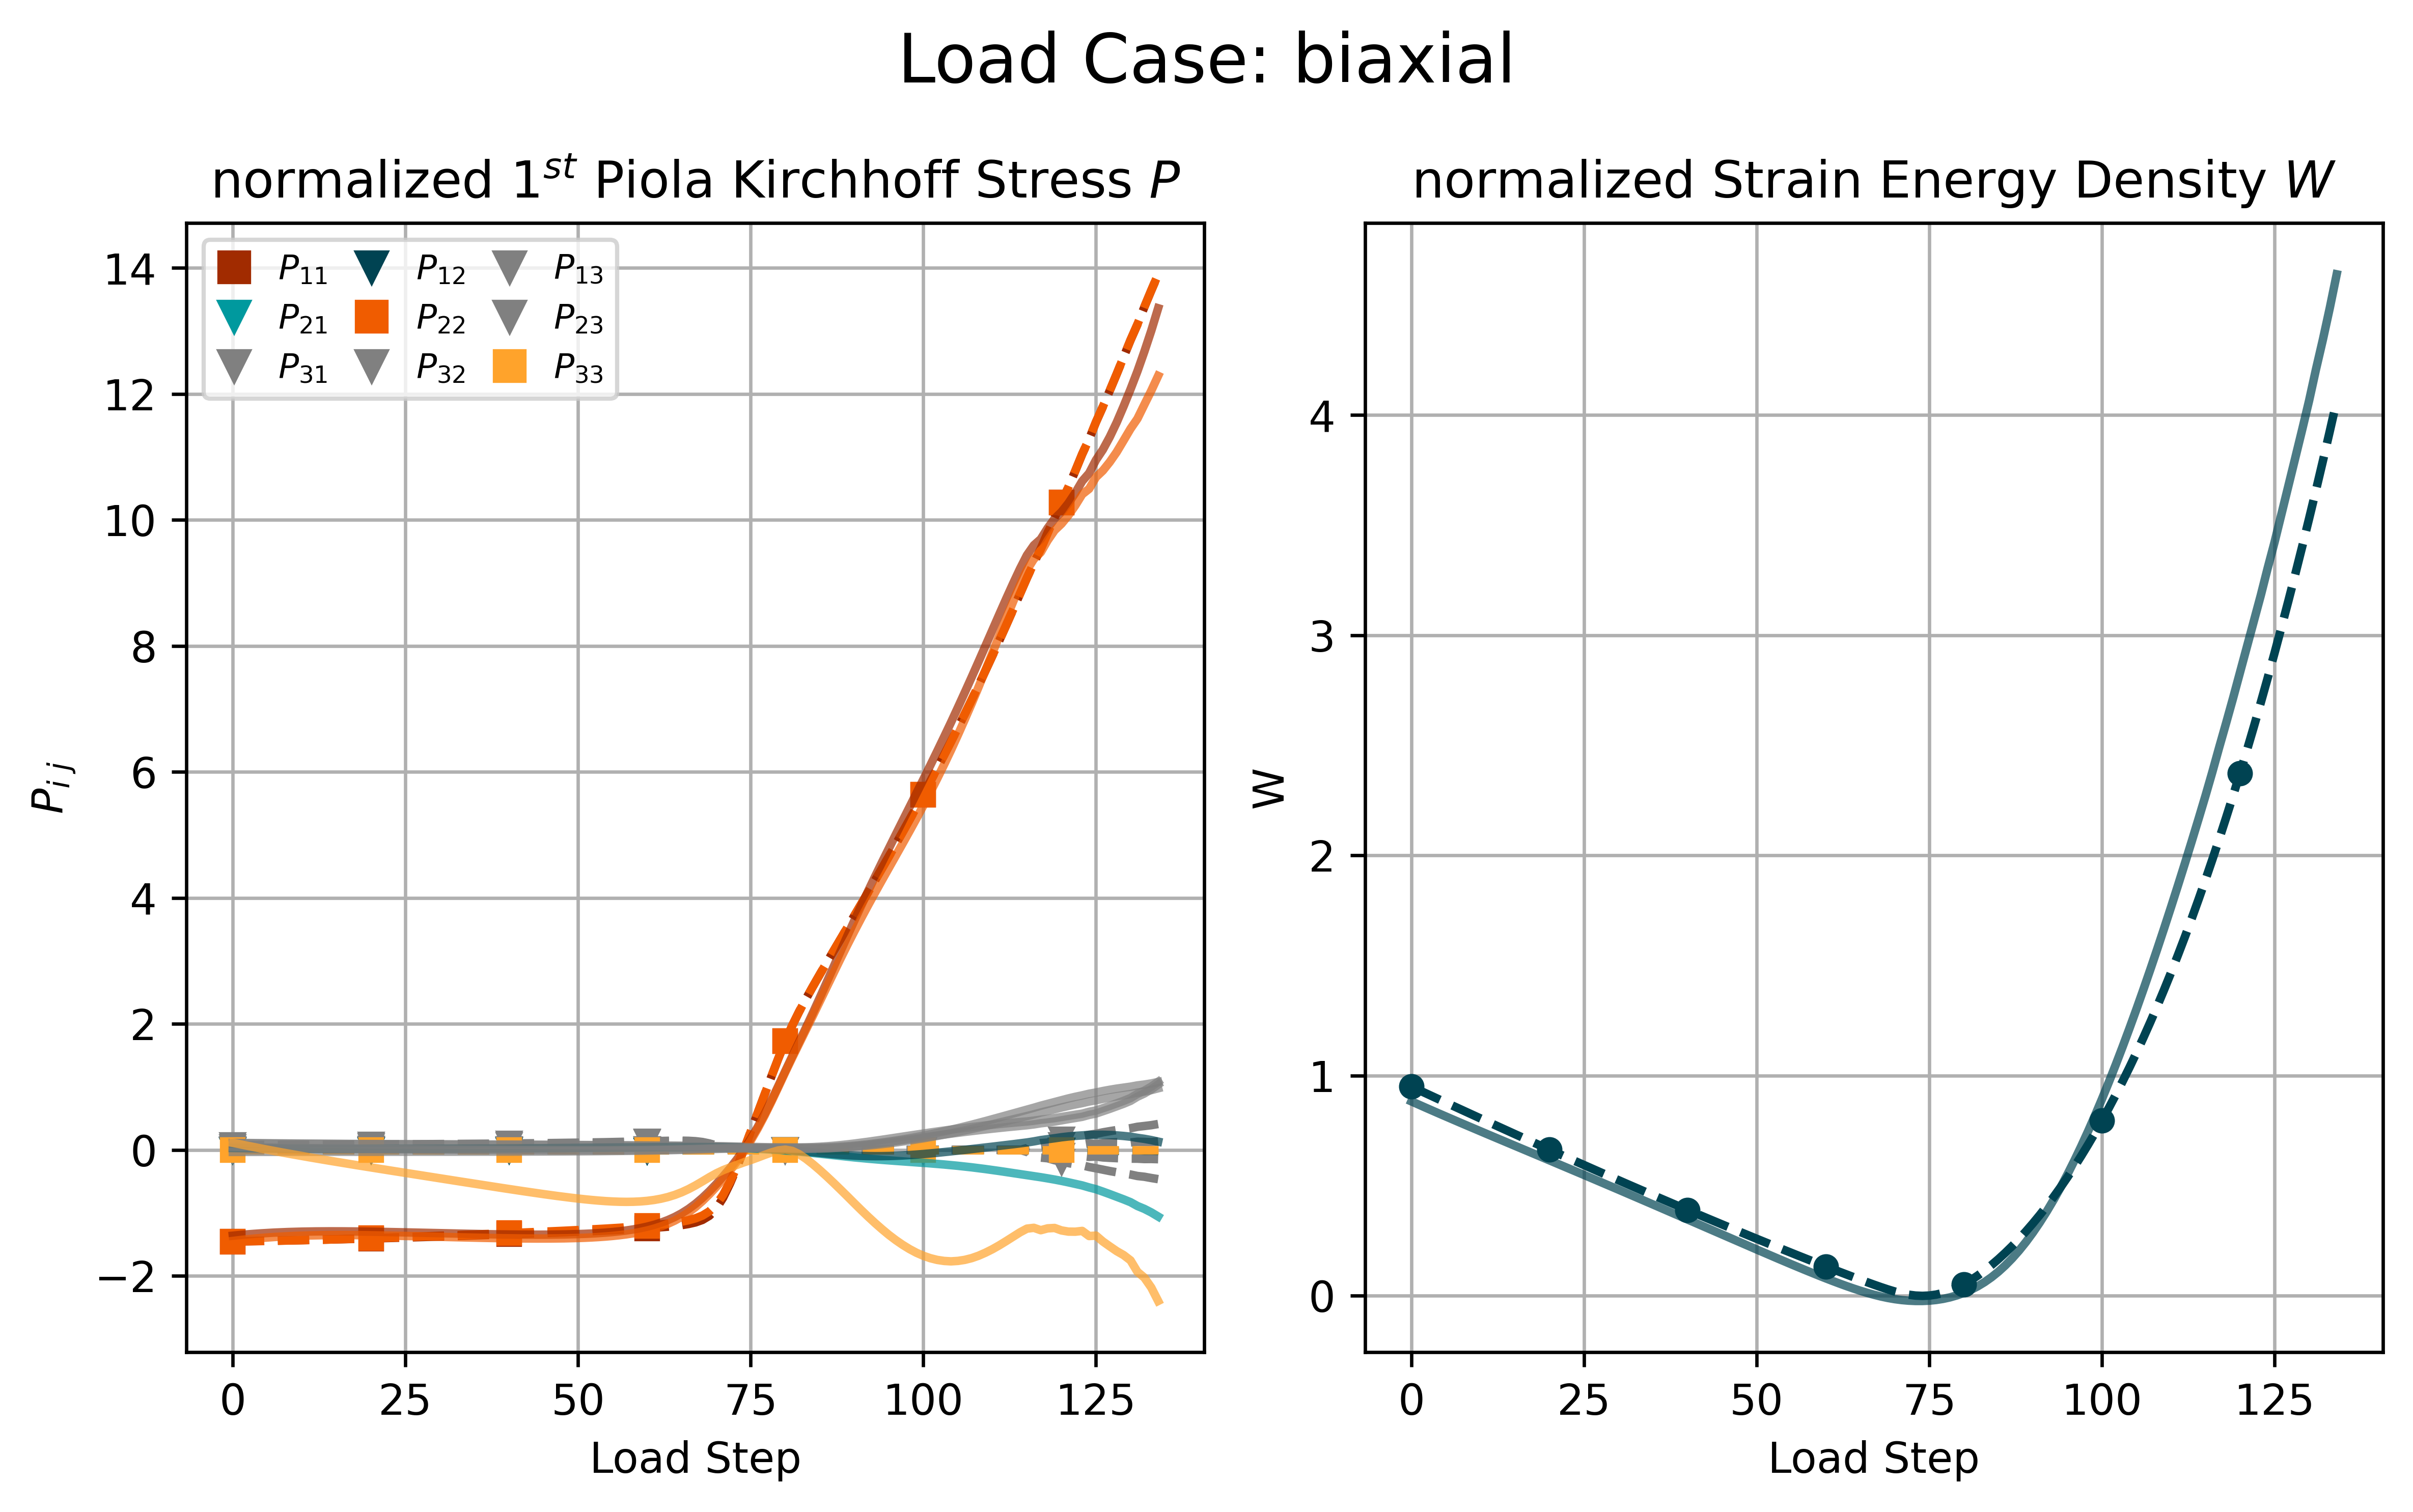 Load Case: biaxial
normalized 1st Piola Kirchhoff Stress P
P11 P12 P13
P21 P22 P23
P31 P32 P33
14
12
10
8
6
4
2
0
−2
Pi j
0 25 50 75 100 125
Load Step
normalized Strain Energy Density W
4
3
2
1
0
W
0 25 50 75 100 125
Load Step